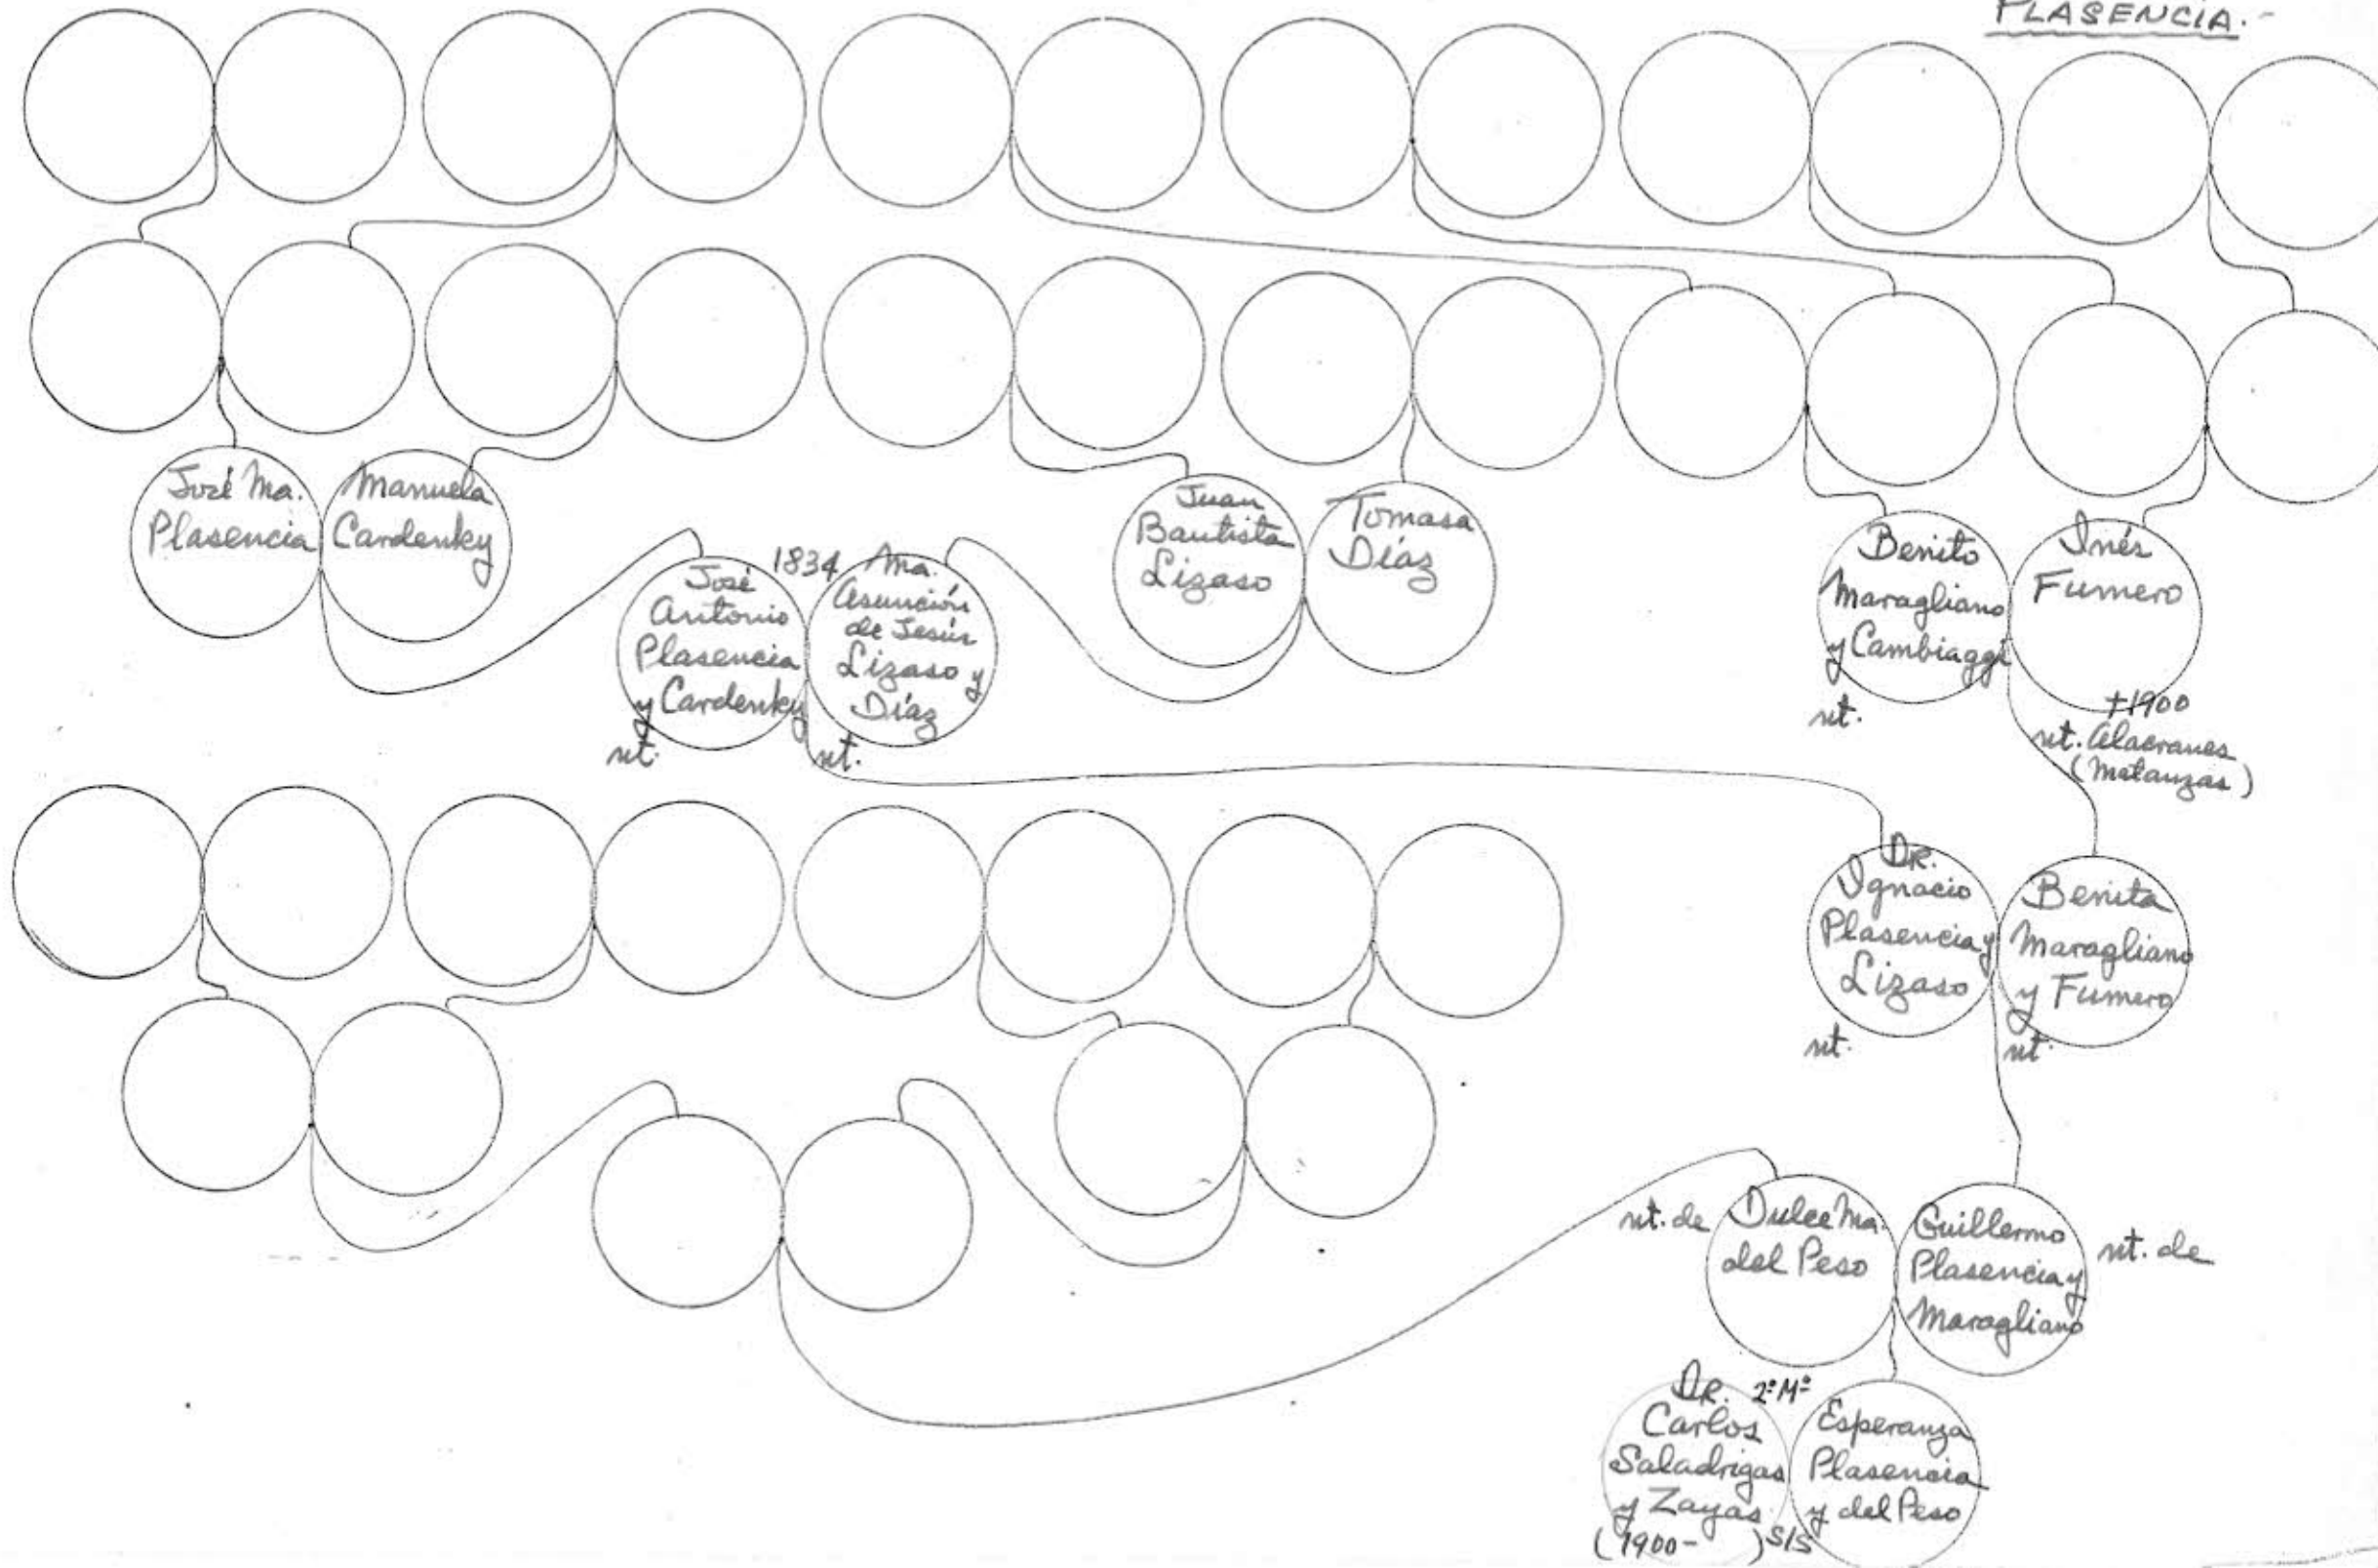 PLASENCIA.-
José Ma.
Plasencia
Manuela
Cardenky
José
Antonio
Plasencia
y Cardenky
nt.
1834
Ma.
Asunción
de Jesús
Lizaso y
Díaz
nt.
Juan
Bautista
Lizaso
Tomasa
Díaz
Benito
Maragliano
y Cambiaggi
nt.
Inés
Fumero
+1900
nt. Alacranes
(Matanzas)
DR.
Ignacio
Plasencia y
Lizaso
nt.
Benita
Maragliano
y Fumero
nt.
nt. de
Dulce Ma.
del Peso
Guillermo
Plasencia y
Maragliano
nt. de
DR.
Carlos
Saladrigas
y Zayas
(1900- )
2º Mº
S/S
Esperanza
Plasencia
y del Peso